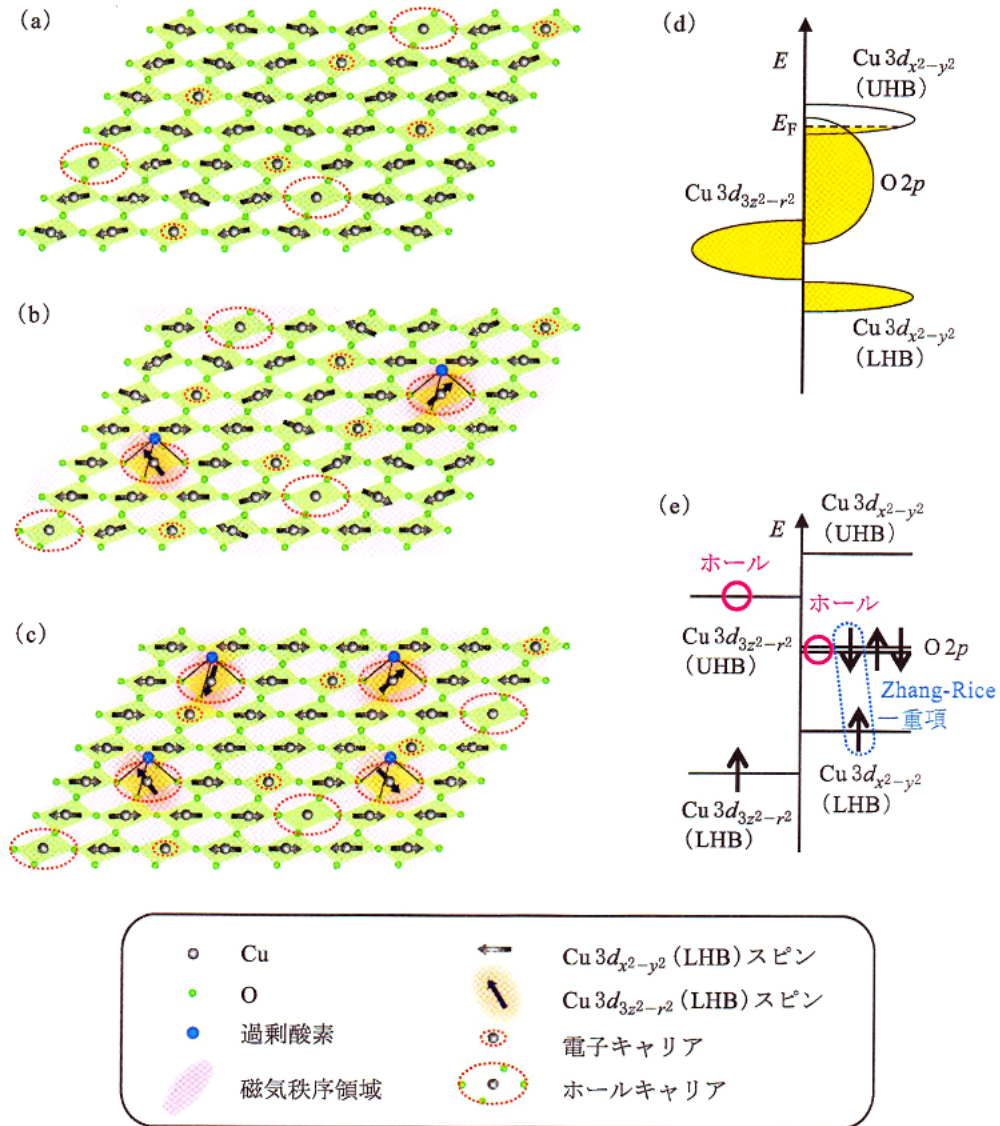 (a)
(b)
(c)
(d)
E
Cu 3d_{x²−y²}
(UHB)
E_F
O 2p
Cu 3d_{3z²−r²}
Cu 3d_{x²−y²}
(LHB)
(e)
E
Cu 3d_{x²−y²}
(UHB)
ホール
ホール
Cu 3d_{3z²−r²}
(UHB)
O 2p
Zhang-Rice
一重項
Cu 3d_{x²−y²}
(LHB)
Cu 3d_{3z²−r²}
(LHB)
Cu
O
過剰酸素
磁気秩序領域
Cu 3d_{x²−y²} (LHB) スピン
Cu 3d_{3z²−r²} (LHB) スピン
電子キャリア
ホールキャリア